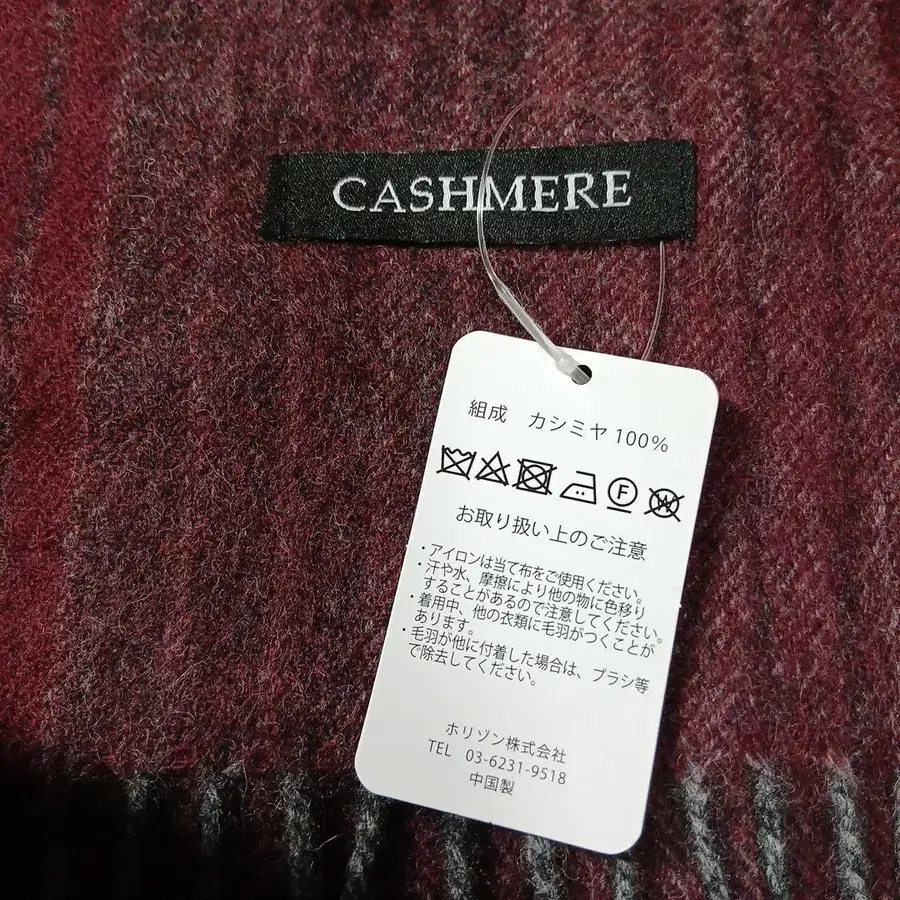 CASHMERE
組成 カシミヤ 100%
F
W
お取り扱い上のご注意
・アイロンは当て布をご使用ください。
・汗や水、摩擦により他の物に色移り
することがあるので注意してください。
・着用中、他の衣類に毛羽がつくことが
あります。
・毛羽が他に付着した場合は、ブラシ等
で除去してください。
ホリゾン株式会社
TEL 03-6231-9518
中国製